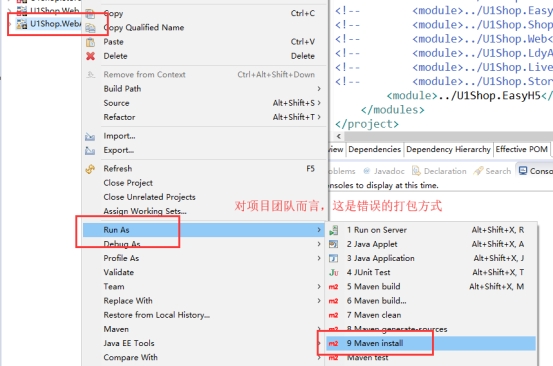 U1Shop.Web
U1Shop.WebA
Copy Ctrl+C
Copy Qualified Name
Paste Ctrl+V
Delete Delete
Remove from Context Ctrl+Alt+Shift+Down
Build Path
Source Alt+Shift+S
Refactor Alt+Shift+T
Import...
Export...
Refresh F5
Close Project
Close Unrelated Projects
Assign Working Sets...
Run As
Debug As
Profile As
Validate
Team
Replace With
Restore from Local History...
Maven
Java EE Tools
Compare With
<!-- <module>../U1Shop.Easy
<!-- <module>../U1Shop.Shop
<!-- <module>../U1Shop.Web<
<!-- <module>../U1Shop.LdyA
<!-- <module>../U1Shop.Live
<!-- <module>../U1Shop.Stor
<module>../U1Shop.EasyH5</
</modules>
</project>
view Dependencies Dependency Hierarchy Effective POM
oblems Javadoc Declaration Search Conso
onsoles to display at this time.
对项目团队而言，这是错误的打包方式
1 Run on Server Alt+Shift+X, R
2 Java Applet Alt+Shift+X, A
3 Java Application Alt+Shift+X, J
4 JUnit Test Alt+Shift+X, T
5 Maven build Alt+Shift+X, M
6 Maven build...
7 Maven clean
8 Maven generate-sources
9 Maven install
Maven test